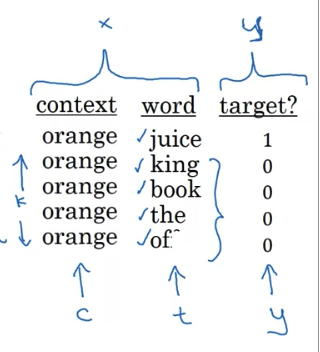 x y
context word target?
orange juice 1
orange king 0
k
orange book 0
orange the 0
orange of 0
c t y